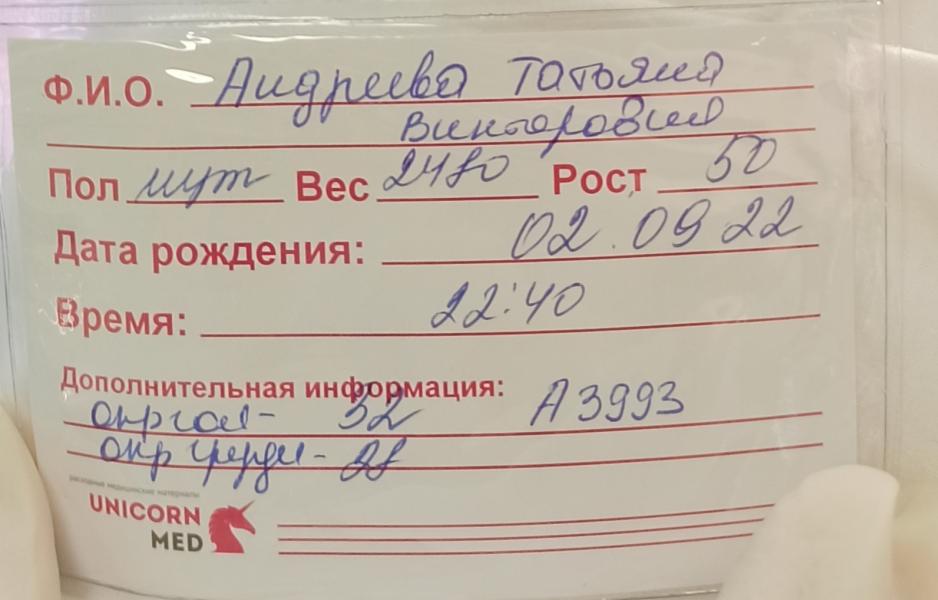 Ф.И.О. Андреева Татьяна
Викторовна
Пол муж Вес 2480 Рост 50
Дата рождения: 02.09 22
Время: 22:40
Дополнительная информация:
окр гол - 32 А3993
окр груди - 28
расходные медицинские материалы
UNICORN
MED